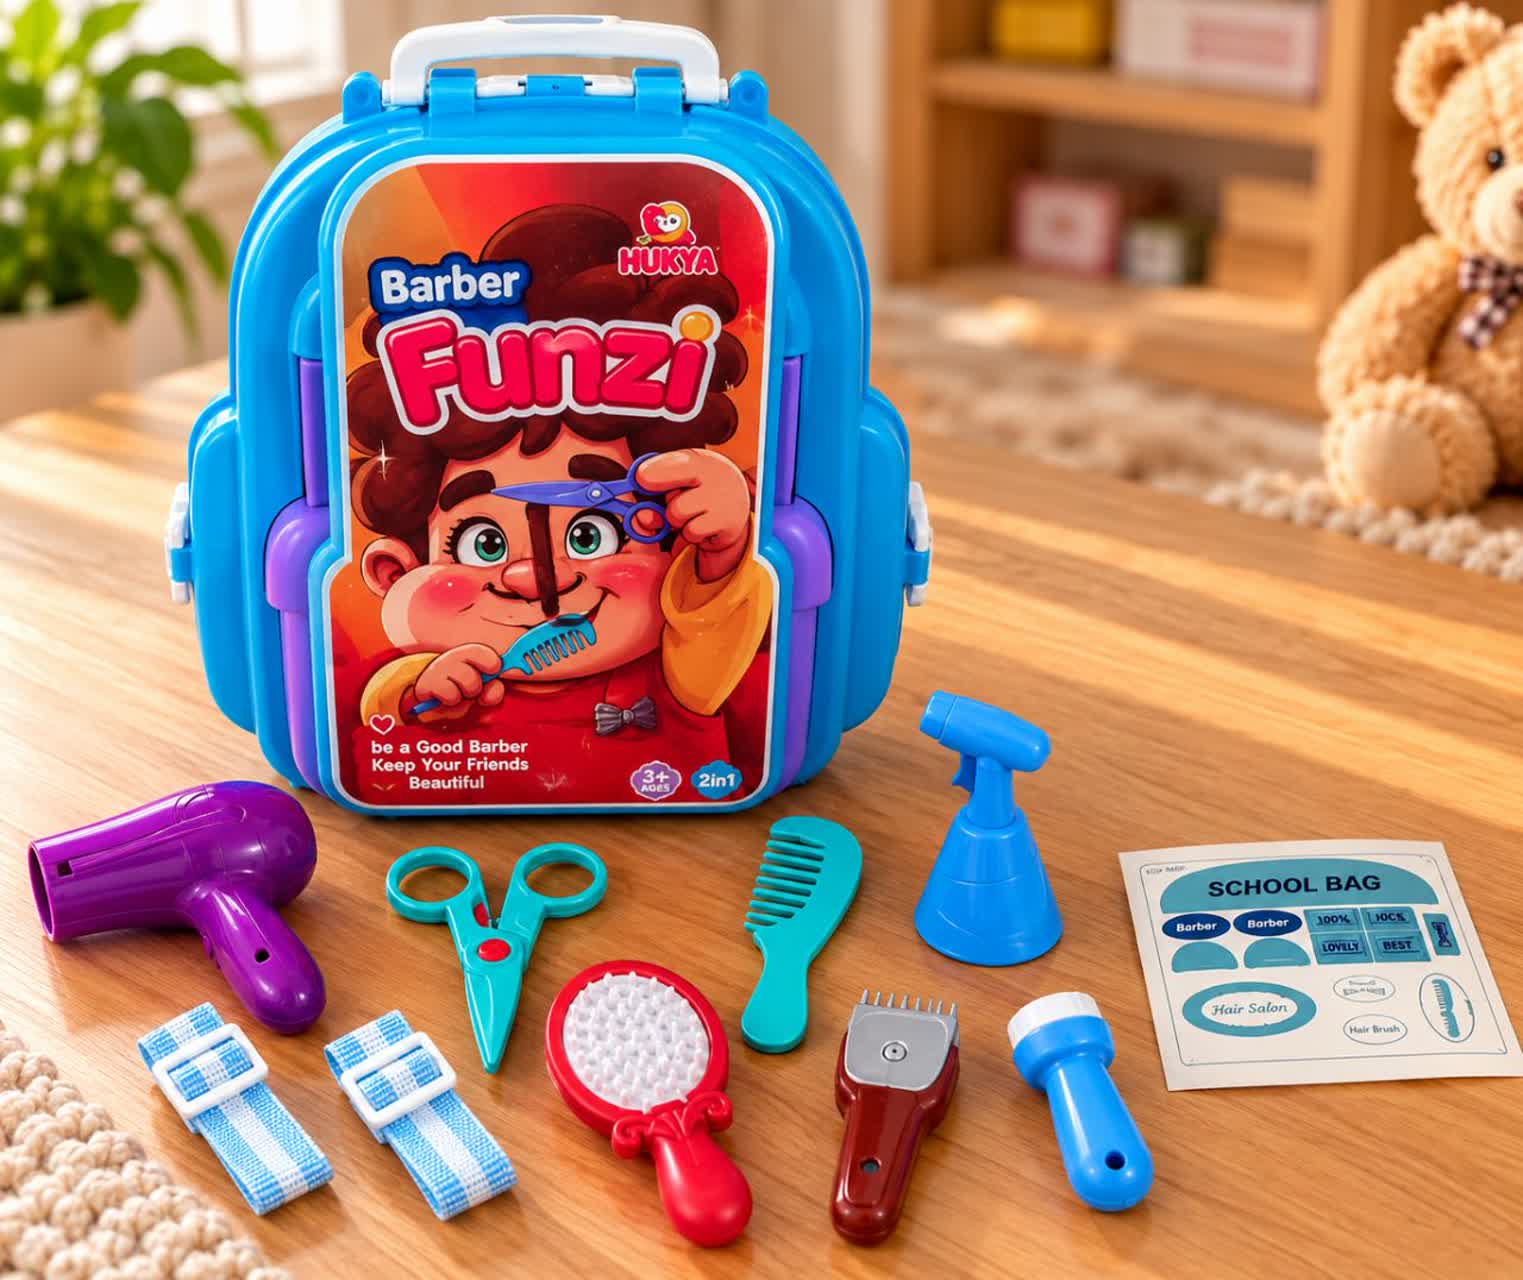 HUKYA
Barber
Funzi
be a Good Barber
Keep Your Friends
Beautiful
3+
AGES
2in1
SCHOOL BAG
Barber
Barber
100%
LOVELY
BEST
Hair Salon
Hair Brush